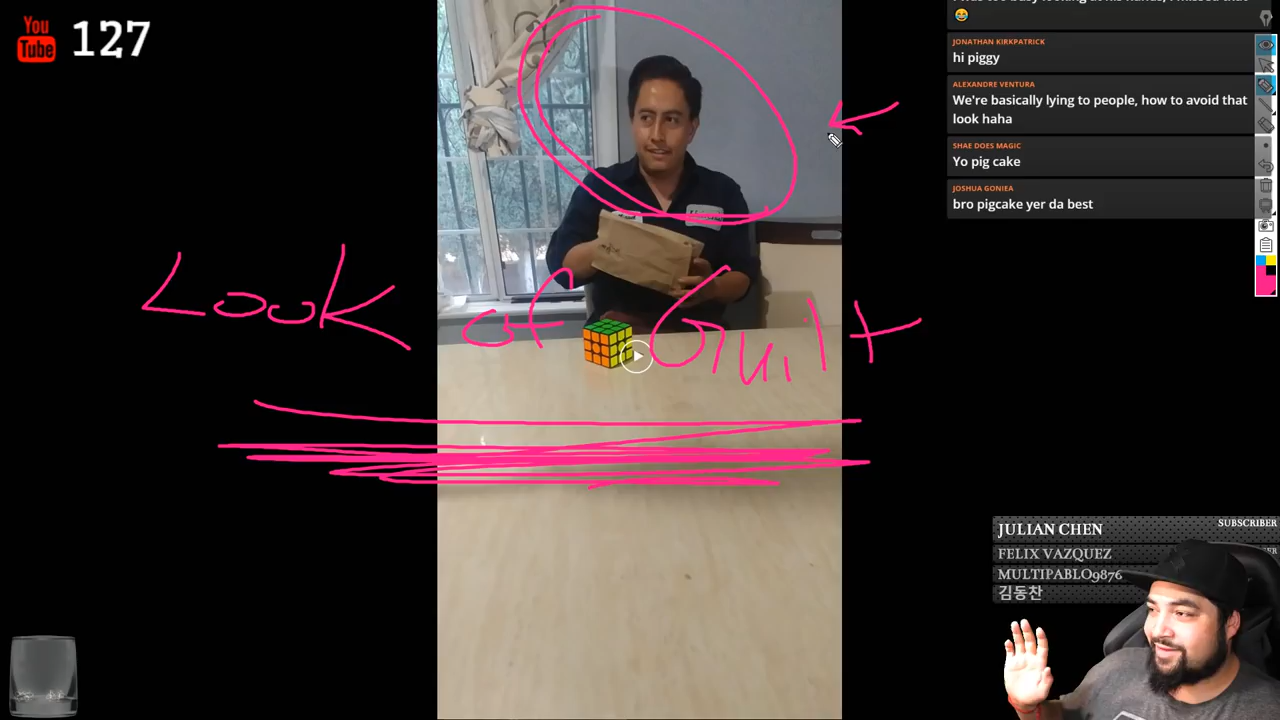 You
Tube
127
😂
JONATHAN KIRKPATRICK
hi piggy
ALEXANDRE VENTURA
We're basically lying to people, how to avoid that
look haha
SHAE DOES MAGIC
Yo pig cake
JOSHUA GONIEA
bro pigcake yer da best
Look of Guilt
SUBSCRIBER
JULIAN CHEN
FELIX VAZQUEZ
MULTIPABLO9876
김동찬